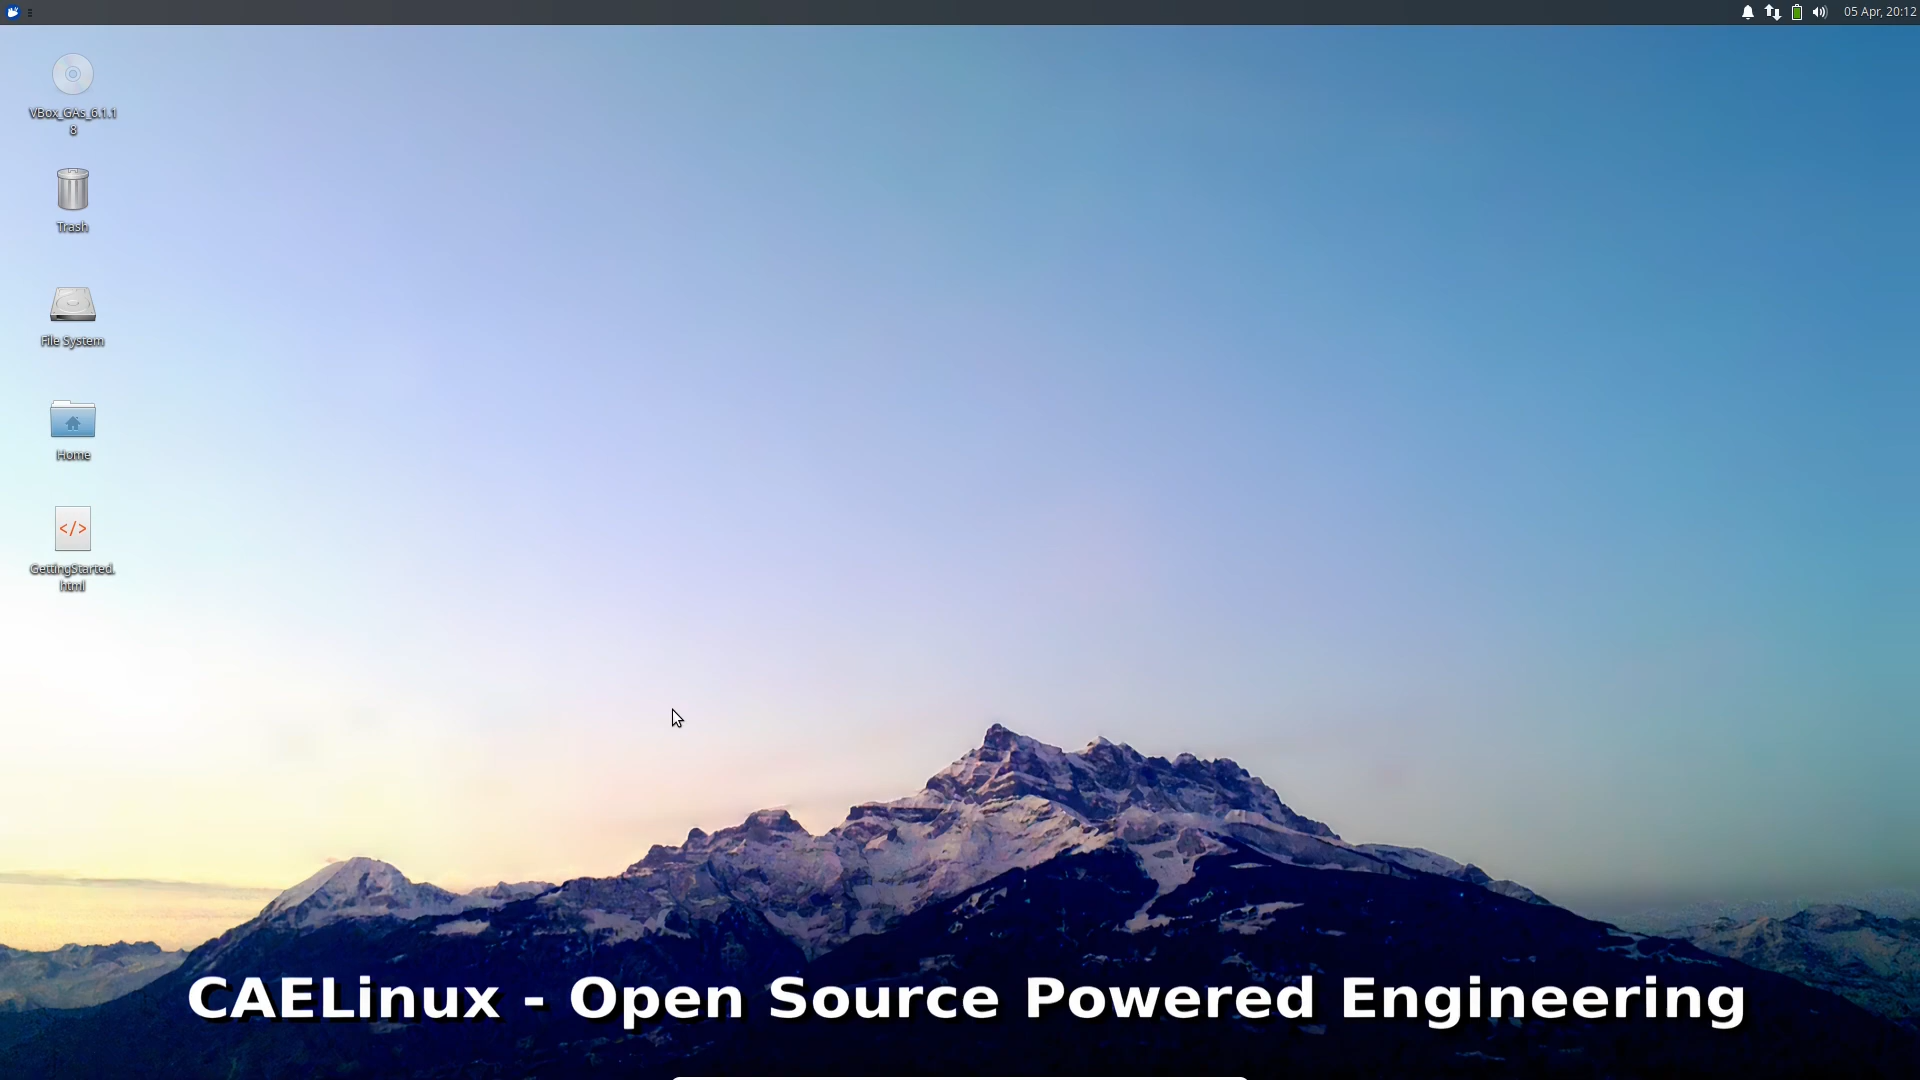 05 Apr, 20:12
VBox_GAs_6.1.1
8
Trash
File System
Home
</>
GettingStarted.
html
CAELinux - Open Source Powered Engineering